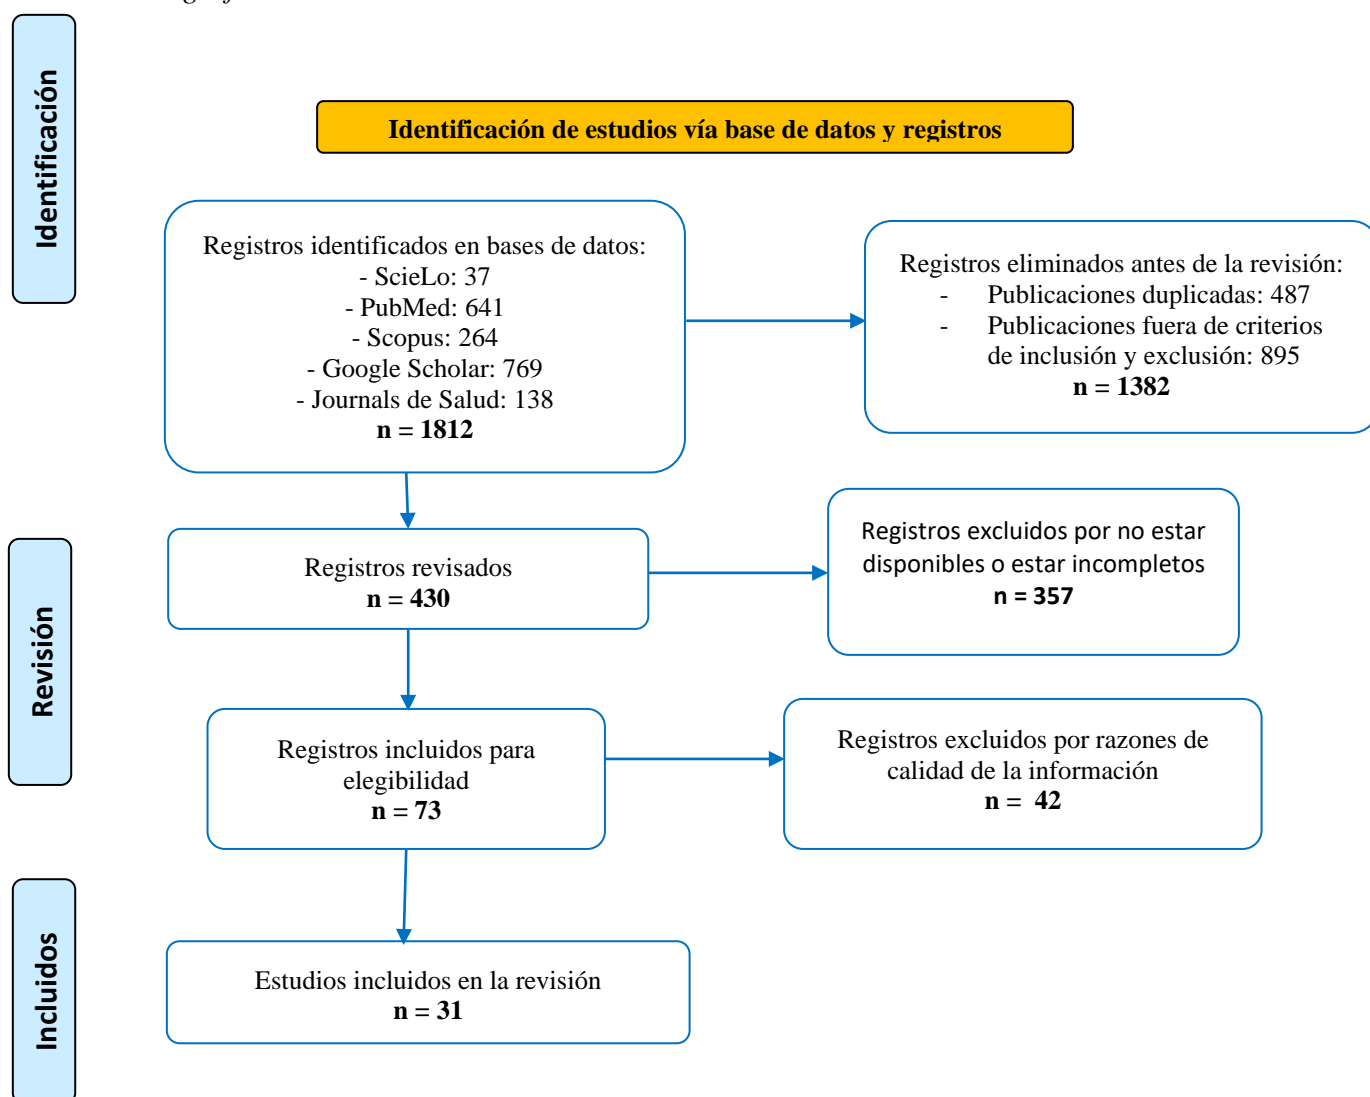 Identificación
Identificación de estudios vía base de datos y registros
Registros identificados en bases de datos:
- ScieLo: 37
- PubMed: 641
- Scopus: 264
- Google Scholar: 769
- Journals de Salud: 138
n = 1812
Registros eliminados antes de la revisión:
- Publicaciones duplicadas: 487
- Publicaciones fuera de criterios
de inclusión y exclusión: 895
n = 1382
Revisión
Registros revisados
n = 430
Registros excluidos por no estar
disponibles o estar incompletos
n = 357
Registros incluidos para
elegibilidad
n = 73
Registros excluidos por razones de
calidad de la información
n = 42
Incluidos
Estudios incluidos en la revisión
n = 31